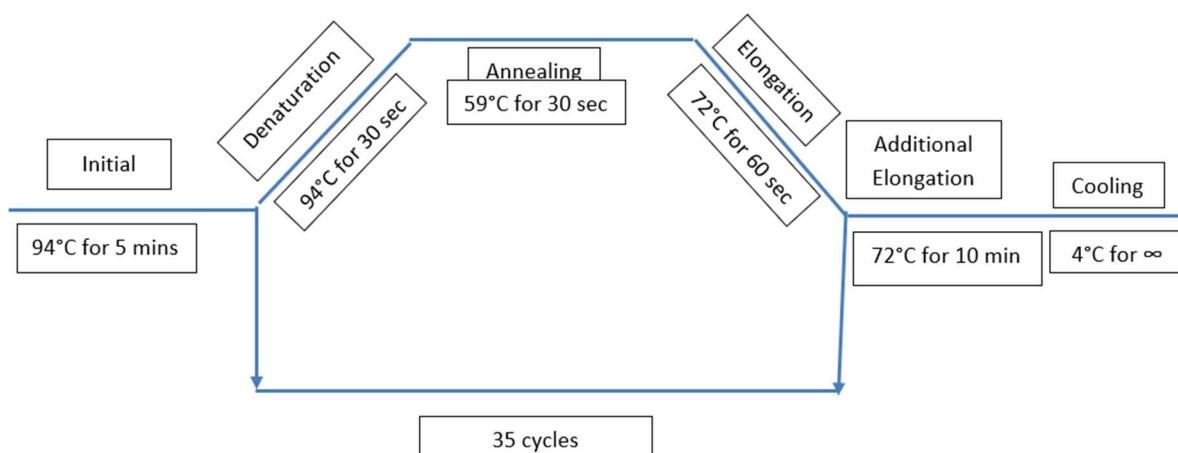 Initial
94°C for 5 mins
Denaturation
94°C for 30 sec
Annealing
59°C for 30 sec
Elongation
72°C for 60 sec
Additional
Elongation
72°C for 10 min
Cooling
4°C for ∞
35 cycles